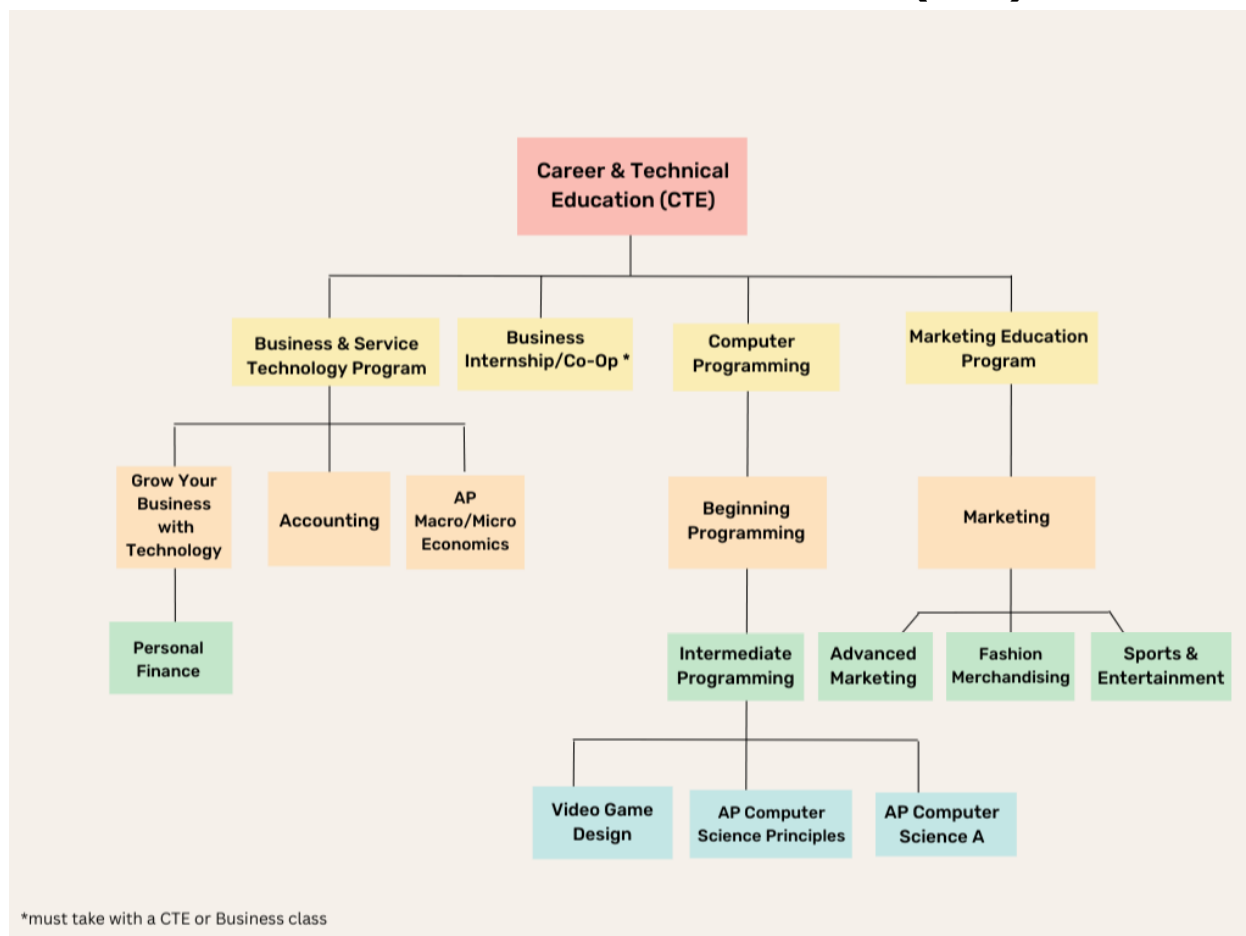 Career & Technical
Education (CTE)
Business & Service
Technology Program
Business
Internship/Co-Op *
Computer
Programming
Marketing Education
Program
Grow Your
Business
with
Technology
Accounting
AP
Macro/Micro
Economics
Beginning
Programming
Marketing
Personal
Finance
Intermediate
Programming
Advanced
Marketing
Fashion
Merchandising
Sports &
Entertainment
Video Game
Design
AP Computer
Science Principles
AP Computer
Science A
*must take with a CTE or Business class